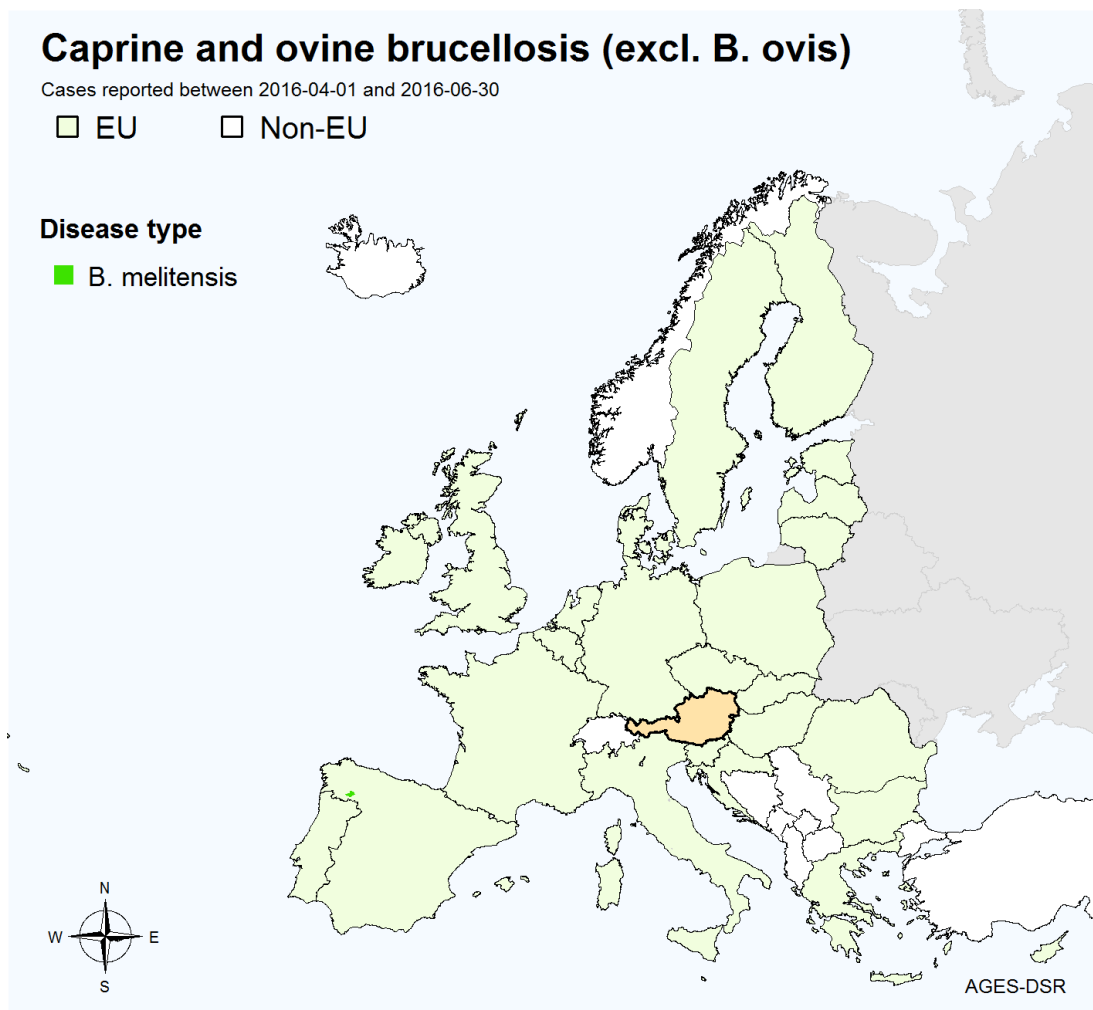 Caprine and ovine brucellosis (excl. B. ovis)
Cases reported between 2016-04-01 and 2016-06-30
EU Non-EU
Disease type
B. melitensis
N
W E
S
AGES-DSR